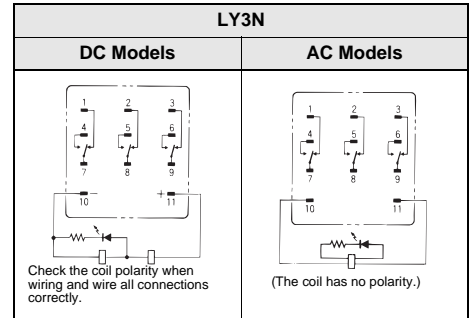 LY3N
DC Models
AC Models
1 2 3
4 5 6
7 8 9
10 − + 11
Check the coil polarity when
wiring and wire all connections
correctly.
1 2 3
4 5 6
7 8 9
10 11
(The coil has no polarity.)